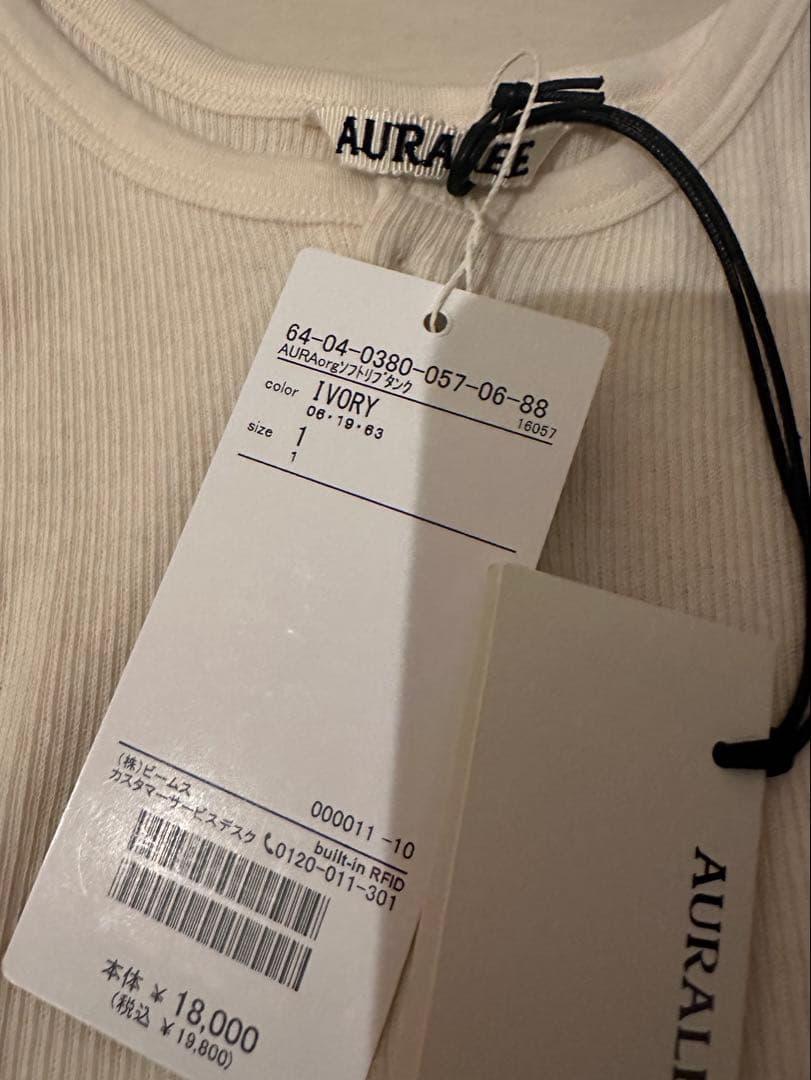 AURALEE
64-04-0380-057-06-88
AURAorgソフトリブタンク 16057
color IVORY
06・19・63
size 1
1
(株)ビームス 000011 -10
カスタマーサービスデスク built-in RFID
0120-011-301
本体 ¥ 18,000
(税込 ¥ 19,800)
AURALE